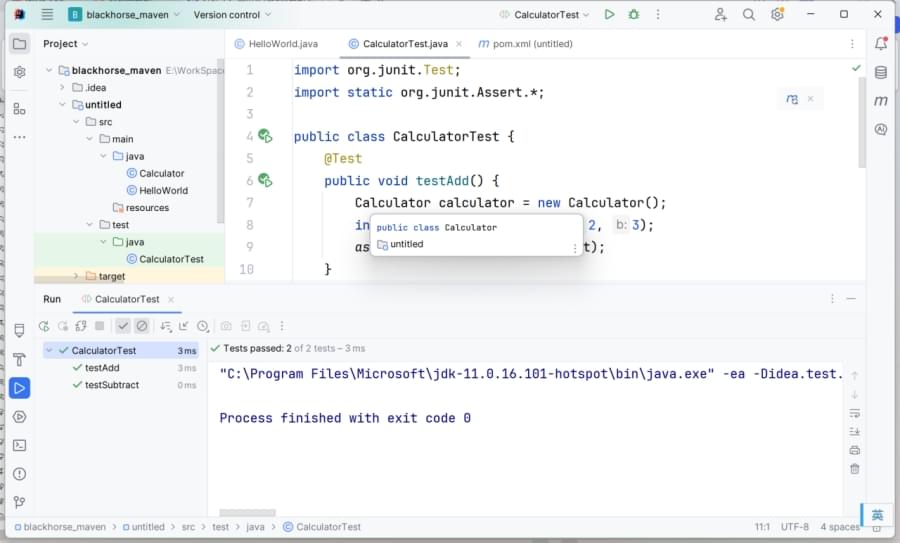 B blackhorse_maven Version control CalculatorTest
Project
HelloWorld.java CalculatorTest.java pom.xml (untitled)
blackhorse_maven E:\WorkSpac
.idea
untitled
src
main
java
Calculator
HelloWorld
resources
test
java
CalculatorTest
target
1 import org.junit.Test;
2 import static org.junit.Assert.*;
3
4 public class CalculatorTest {
5 @Test
6 public void testAdd() {
7 Calculator calculator = new Calculator();
8 in 2, b: 3);
9 as t);
10 }
public class Calculator
untitled
Run CalculatorTest
CalculatorTest 3 ms
testAdd 3 ms
testSubtract 0 ms
Tests passed: 2 of 2 tests – 3 ms
"C:\Program Files\Microsoft\jdk-11.0.16.101-hotspot\bin\java.exe" -ea -Didea.test.
Process finished with exit code 0
blackhorse_maven > untitled > src > test > java > CalculatorTest
11:1 UTF-8 4 spaces
英